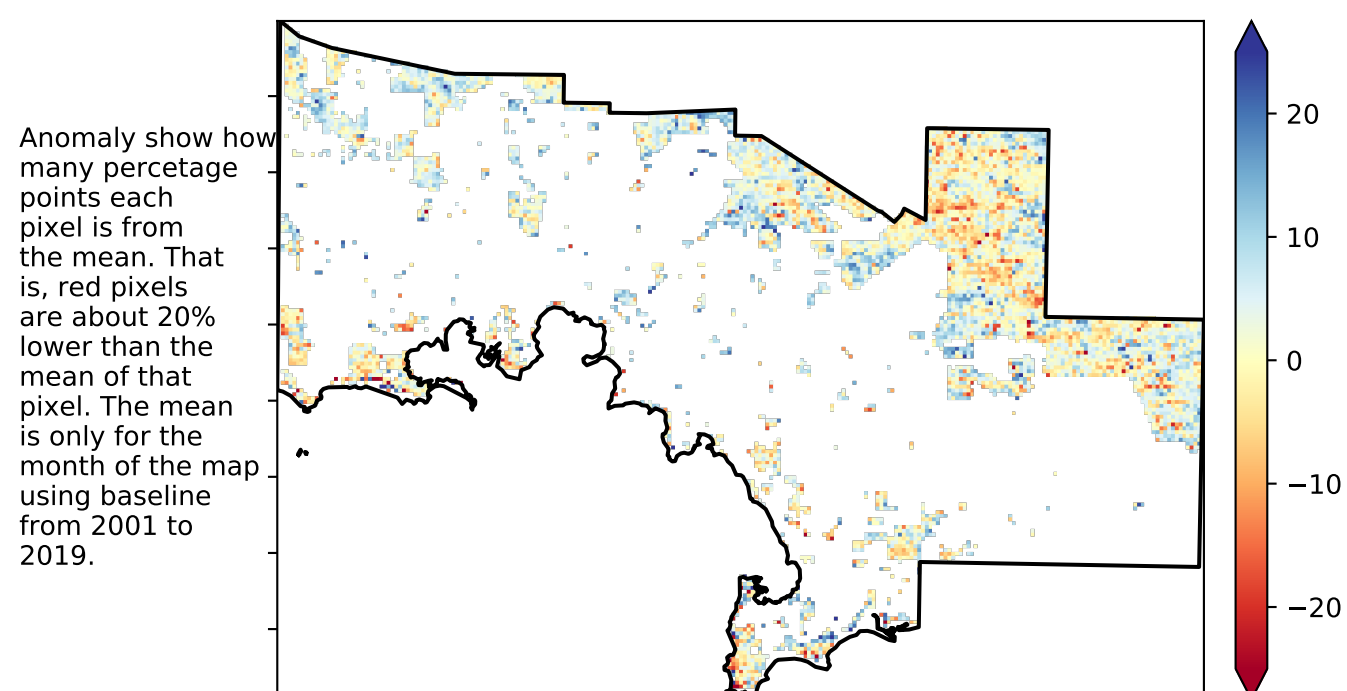 Anomaly show how
many percetage
points each
pixel is from
the mean. That
is, red pixels
are about 20%
lower than the
mean of that
pixel. The mean
is only for the
month of the map
using baseline
from 2001 to
2019.
20
10
0
−10
−20